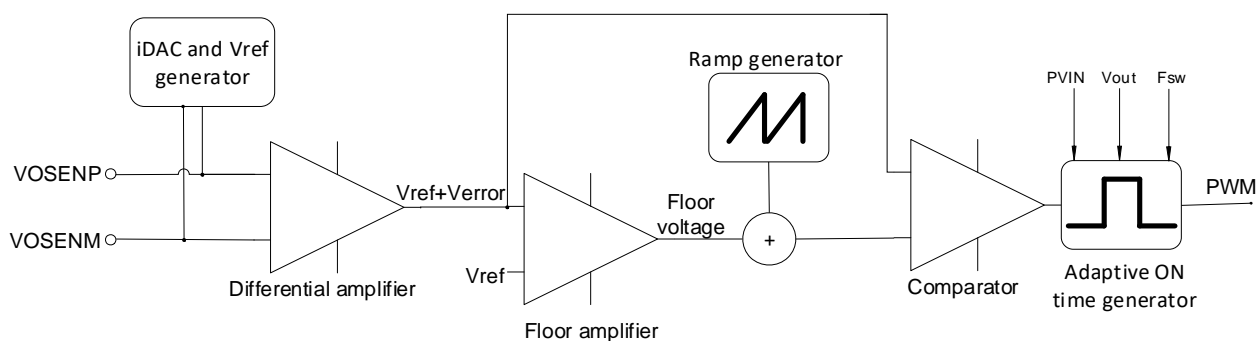 iDAC and Vref
generator
Ramp generator
PVIN
Vout
Fsw
VOSENP
Vref+Verror
Floor
voltage
PWM
+
VOSENM
Vref
Differential amplifier
Comparator
Adaptive ON
time generator
Floor amplifier